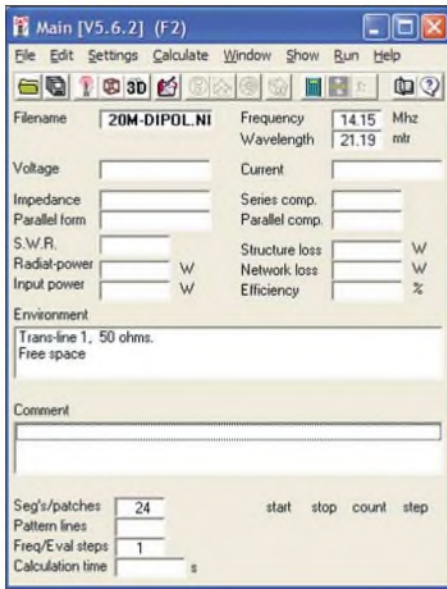 Main [V5.6.2] (F2)
File Edit Settings Calculate Window Show Run Help
3D
Filename 20M-DIPOL.NI Frequency 14.15 Mhz
Wavelength 21.19 mtr
Voltage Current
Impedance Series comp.
Parallel form Parallel comp.
S.W.R. Structure loss W
Radiat-power W Network loss W
Input power W Efficiency %
Environment
Trans-line 1, 50 ohms.
Free space
Comment
Seg's/patches 24 start stop count step
Pattern lines
Freq/Eval steps 1
Calculation time s